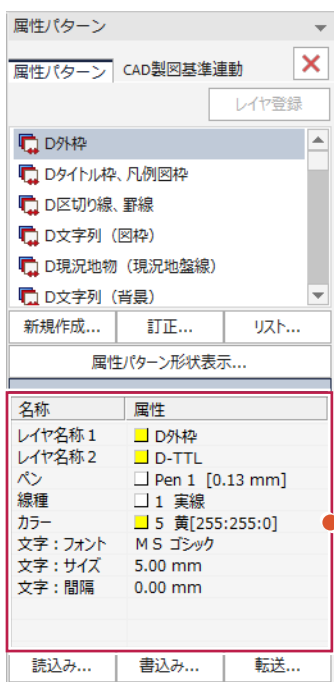 属性パターン
属性パターン CAD製図基準連動
レイヤ登録
D外枠
Dタイトル枠、凡例図枠
D区切り線、罫線
D文字列（図枠）
D現況地物（現況地盤線）
D文字列（背景）
新規作成... 訂正... リスト...
属性パターン形状表示...
名称 属性
レイヤ名称1 D外枠
レイヤ名称2 D-TTL
ペン Pen 1 [0.13 mm]
線種 1 実線
カラー 5 黄[255:255:0]
文字：フォント ＭＳ ゴシック
文字：サイズ 5.00 mm
文字：間隔 0.00 mm
読込み... 書込み... 転送...